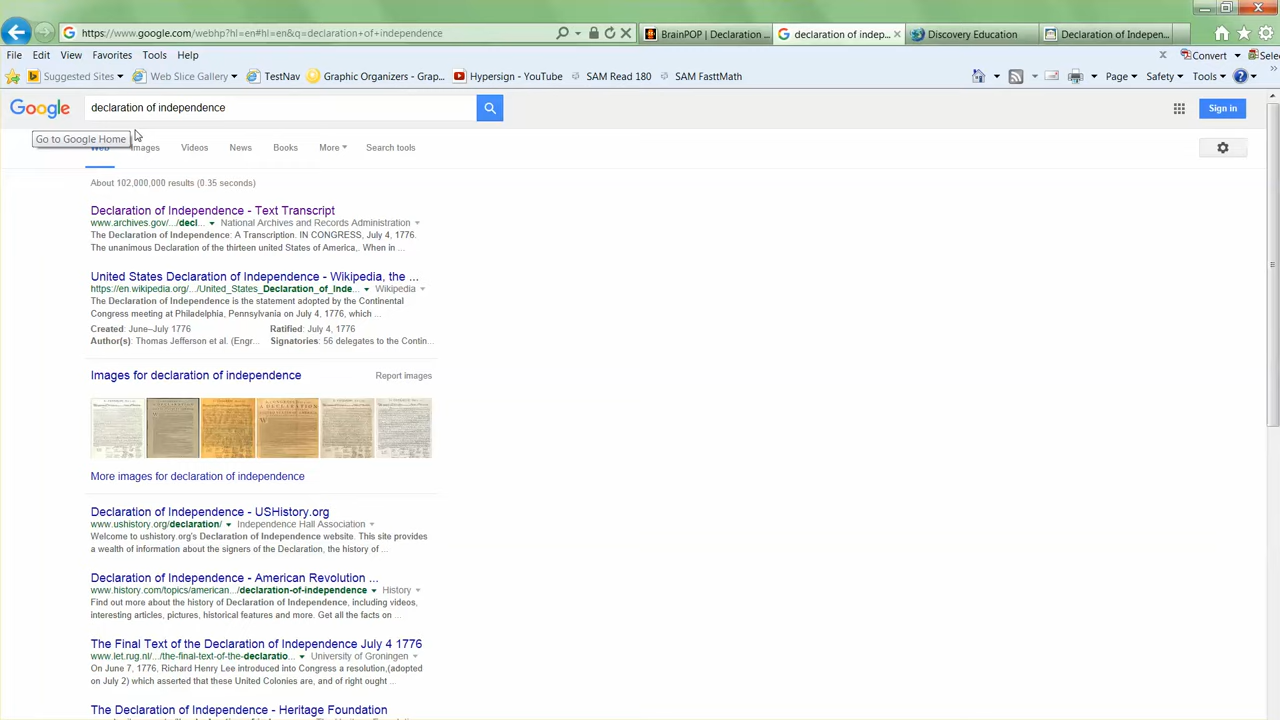 https://www.google.com/webhp?hl=en#hl=en&q=declaration+of+independence
BrainPOP | Declaration ...
declaration of indep...
Discovery Education
Declaration of Indepen...
File Edit View Favorites Tools Help
Convert
Selec
Suggested Sites
Web Slice Gallery
TestNav
Graphic Organizers - Grap...
Hypersign - YouTube
SAM Read 180
SAM FasttMath
Page
Safety
Tools
Google
declaration of independence
Sign in
Go to Google Home
Web
Images
Videos
News
Books
More
Search tools
About 102,000,000 results (0.35 seconds)
Declaration of Independence - Text Transcript
www.archives.gov/.../decl... National Archives and Records Administration
The Declaration of Independence: A Transcription. IN CONGRESS, July 4, 1776.
The unanimous Declaration of the thirteen united States of America,. When in ...
United States Declaration of Independence - Wikipedia, the ...
https://en.wikipedia.org/.../United_States_Declaration_of_Inde... Wikipedia
The Declaration of Independence is the statement adopted by the Continental
Congress meeting at Philadelphia, Pennsylvania on July 4, 1776, which ...
Created: June–July 1776 Ratified: July 4, 1776
Author(s): Thomas Jefferson et al. (Engr... Signatories: 56 delegates to the Contin...
Images for declaration of independence
Report images
More images for declaration of independence
Declaration of Independence - USHistory.org
www.ushistory.org/declaration/ Independence Hall Association
Welcome to ushistory.org's Declaration of Independence website. This site provides
a wealth of information about the signers of the Declaration, the history of ...
Declaration of Independence - American Revolution ...
www.history.com/topics/american.../declaration-of-independence History
Find out more about the history of Declaration of Independence, including videos,
interesting articles, pictures, historical features and more. Get all the facts on ...
The Final Text of the Declaration of Independence July 4 1776
www.let.rug.nl/.../the-final-text-of-the-declaratio... University of Groningen
On June 7, 1776, Richard Henry Lee introduced into Congress a resolution,(adopted
on July 2) which asserted that these United Colonies are, and of right ought ...
The Declaration of Independence - Heritage Foundation